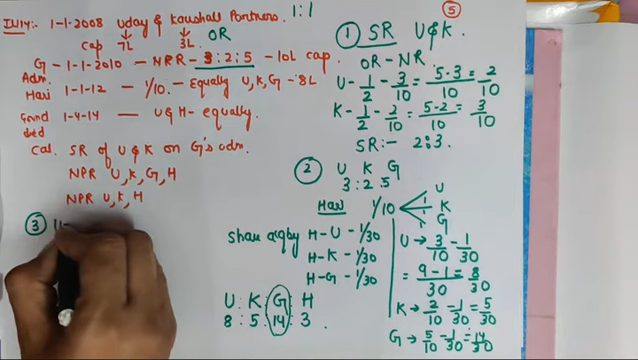 ILLU14: 1-1-2008 Uday & Kaushall Partners. 1:1
Cap 7L 3L OR
G - 1-1-2010 - NPR - 3:2:5 - 10L cap.
Adm.
Hari 1-1-12 - 1/10 - Equally U, K, G - 8L
Govind 1-4-14 - U & H - equally.
died
Cal. SR of U & K on G's adm.
NPR U, K, G, H
NPR U, K, H
③ U
⑤
① SR U & K.
OR - NR
U - 1/2 - 3/10 = 5-3/10 = 2/10
K - 1/2 - 2/10 = 5-2/10 = 3/10
SR:- 2:3.
② U K G
3:2:5
Hari 1/10 U K G
Share acq by H - U - 1/30
H - K - 1/30
H - G - 1/30
U → 3/10 - 1/30
= 9-1/30 = 8/30
K → 2/10 - 1/30 = 5/30
G → 5/10 - 1/30 = 14/30
U : K : G : H
8 : 5 : 14 : 3